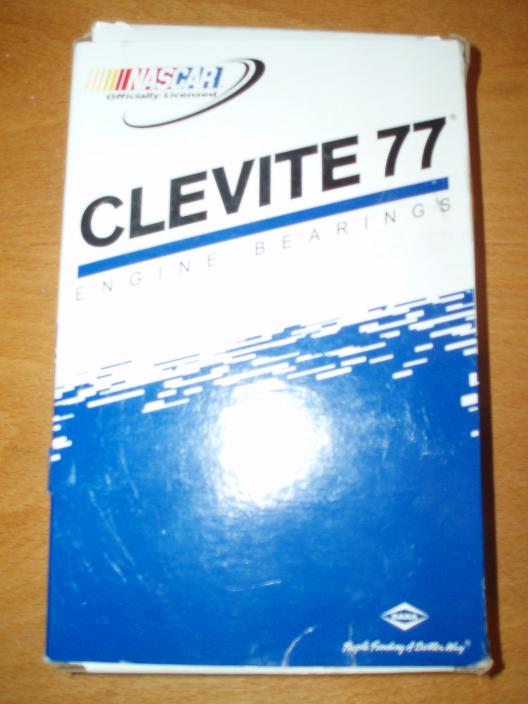 NASCAR
Officially Licensed
CLEVITE 77®
ENGINE BEARINGS
DANA
People Finding A Better Way®